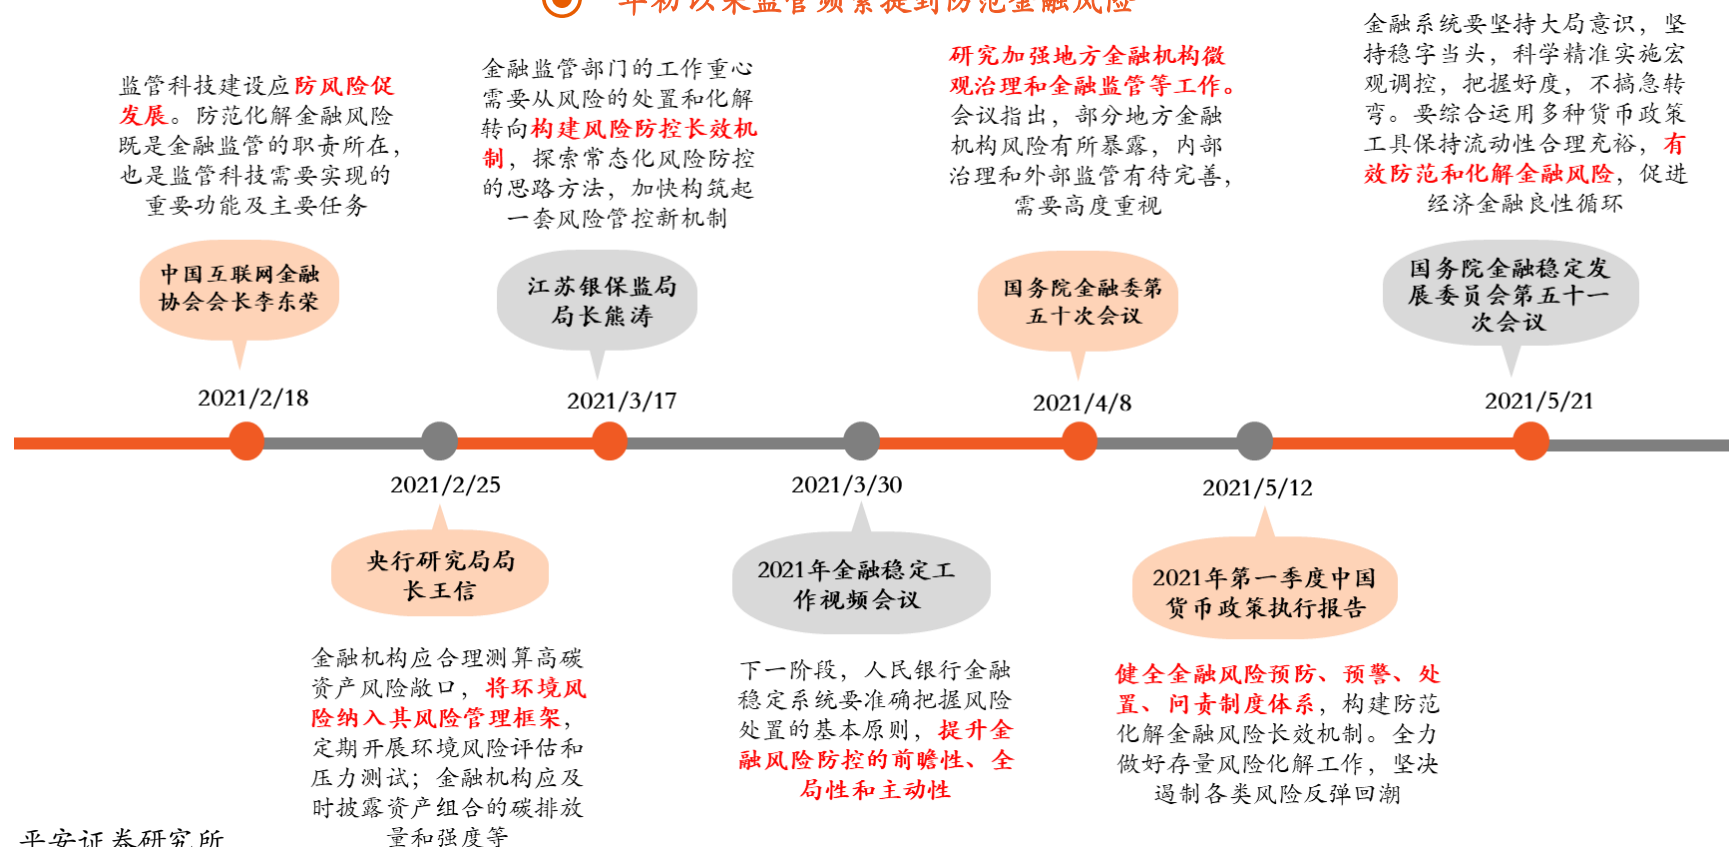 年初以来监管频繁提到防范金融风险
监管科技建设应防风险促
发展。防范化解金融风险
既是金融监管的职责所在，
也是监管科技需要实现的
重要功能及主要任务
中国互联网金融
协会会长李东荣
2021/2/18
金融监管部门的工作重心
需要从风险的处置和化解
转向构建风险防控长效机
制，探索常态化风险防控
的思路方法，加快构筑起
一套风险管控新机制
江苏银保监局
局长熊涛
2021/3/17
研究加强地方金融机构微
观治理和金融监管等工作。
会议指出，部分地方金融
机构风险有所暴露，内部
治理和外部监管有待完善，
需要高度重视
国务院金融委第
五十次会议
2021/4/8
金融系统要坚持大局意识，坚
持稳字当头，科学精准实施宏
观调控，把握好度，不搞急转
弯。要综合运用多种货币政策
工具保持流动性合理充裕，有
效防范和化解金融风险，促进
经济金融良性循环
国务院金融稳定发
展委员会第五十一
次会议
2021/5/21
2021/2/25
央行研究局局
长王信
金融机构应合理测算高碳
资产风险敞口，将环境风
险纳入其风险管理框架，
定期开展环境风险评估和
压力测试；金融机构应及
时披露资产组合的碳排放
量和强度等
2021/3/30
2021年金融稳定工
作视频会议
下一阶段，人民银行金融
稳定系统要准确把握风险
处置的基本原则，提升金
融风险防控的前瞻性、全
局性和主动性
2021/5/12
2021年第一季度中国
货币政策执行报告
健全金融风险预防、预警、处
置、问责制度体系，构建防范
化解金融风险长效机制。全力
做好存量风险化解工作，坚决
遏制各类风险反弹回潮
平安证券研究所